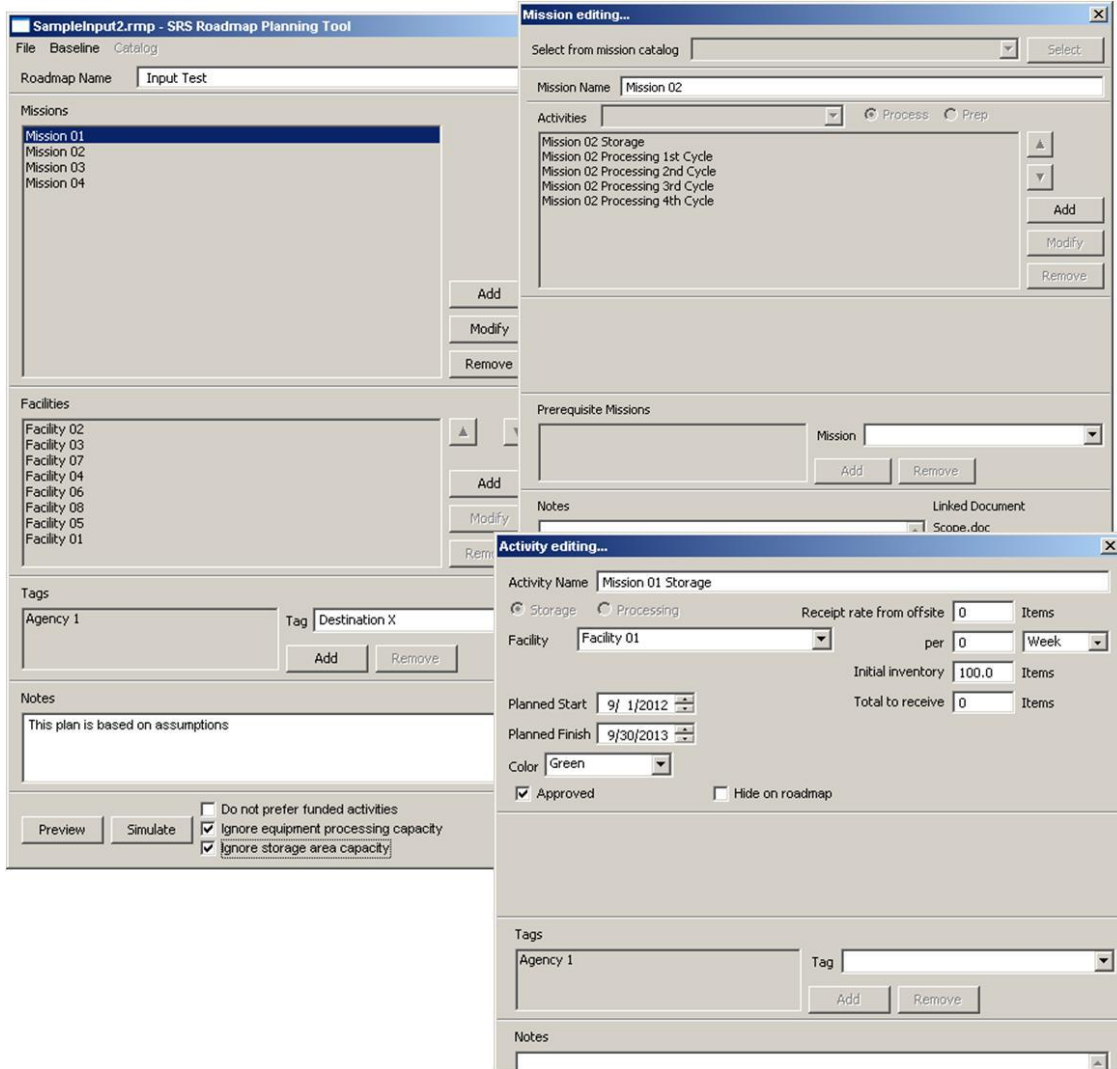 SampleInput2.rmp - SRS Roadmap Planning Tool
File Baseline Catalog
Roadmap Name Input Test
Missions
Mission 01
Mission 02
Mission 03
Mission 04
Add
Modify
Remove
Facilities
Facility 02
Facility 03
Facility 07
Facility 04
Facility 06
Facility 08
Facility 05
Facility 01
Add
Modify
Tags
Agency 1
Tag Destination X
Add Remove
Notes
This plan is based on assumptions
Preview Simulate
Do not prefer funded activities
Ignore equipment processing capacity
Ignore storage area capacity
Mission editing...
Select from mission catalog Select
Mission Name Mission 02
Activities Process Prep
Mission 02 Storage
Mission 02 Processing 1st Cycle
Mission 02 Processing 2nd Cycle
Mission 02 Processing 3rd Cycle
Mission 02 Processing 4th Cycle
Add
Modify
Remove
Prerequisite Missions
Mission
Add Remove
Notes Linked Document
Scope.doc
Activity editing...
Activity Name Mission 01 Storage
Storage Processing Receipt rate from offsite 0 Items
Facility Facility 01 per 0 Week
Initial inventory 100.0 Items
Planned Start 9/ 1/2012 Total to receive 0 Items
Planned Finish 9/30/2013
Color Green
Approved Hide on roadmap
Tags
Agency 1
Tag
Add Remove
Notes